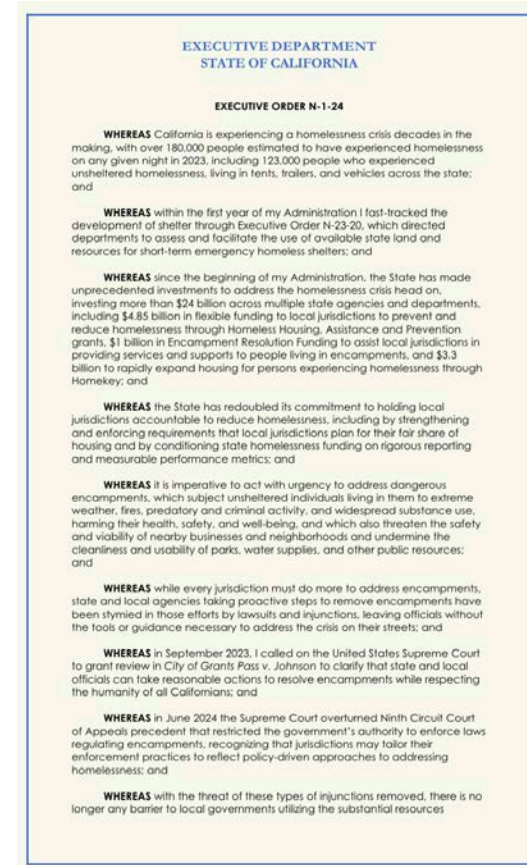 EXECUTIVE DEPARTMENT
STATE OF CALIFORNIA
EXECUTIVE ORDER N-1-24
WHEREAS California is experiencing a homelessness crisis decades in the
making, with over 180,000 people estimated to have experienced homelessness
on any given night in 2023, including 123,000 people who experienced
unsheltered homelessness, living in tents, trailers, and vehicles across the state;
and
WHEREAS within the first year of my Administration I fast-tracked the
development of shelter through Executive Order N-23-20, which directed
departments to assess and facilitate the use of available state land and
resources for short-term emergency homeless shelters; and
WHEREAS since the beginning of my Administration, the State has made
unprecedented investments to address the homelessness crisis head on,
investing more than $24 billion across multiple state agencies and departments,
including $4.85 billion in flexible funding to local jurisdictions to prevent and
reduce homelessness through Homeless Housing, Assistance and Prevention
grants, $1 billion in Encampment Resolution Funding to assist local jurisdictions in
providing services and supports to people living in encampments, and $3.3
billion to rapidly expand housing for persons experiencing homelessness through
Homekey; and
WHEREAS the State has redoubled its commitment to holding local
jurisdictions accountable to reduce homelessness, including by strengthening
and enforcing requirements that local jurisdictions plan for their fair share of
housing and by conditioning state homelessness funding on rigorous reporting
and measurable performance metrics; and
WHEREAS it is imperative to act with urgency to address dangerous
encampments, which subject unsheltered individuals living in them to extreme
weather, fires, predatory and criminal activity, and widespread substance use,
harming their health, safety, and well-being, and which also threaten the safety
and viability of nearby businesses and neighborhoods and undermine the
cleanliness and usability of parks, water supplies, and other public resources;
and
WHEREAS while every jurisdiction must do more to address encampments,
state and local agencies taking proactive steps to remove encampments have
been stymied in those efforts by lawsuits and injunctions, leaving officials without
the tools or guidance necessary to address the crisis on their streets; and
WHEREAS in September 2023, I called on the United States Supreme Court
to grant review in City of Grants Pass v. Johnson to clarify that state and local
officials can take reasonable actions to resolve encampments while respecting
the humanity of all Californians; and
WHEREAS in June 2024 the Supreme Court overturned Ninth Circuit Court
of Appeals precedent that restricted the government's authority to enforce laws
regulating encampments, recognizing that jurisdictions may tailor their
enforcement practices to reflect policy-driven approaches to addressing
homelessness; and
WHEREAS with the threat of these types of injunctions removed, there is no
longer any barrier to local governments utilizing the substantial resources